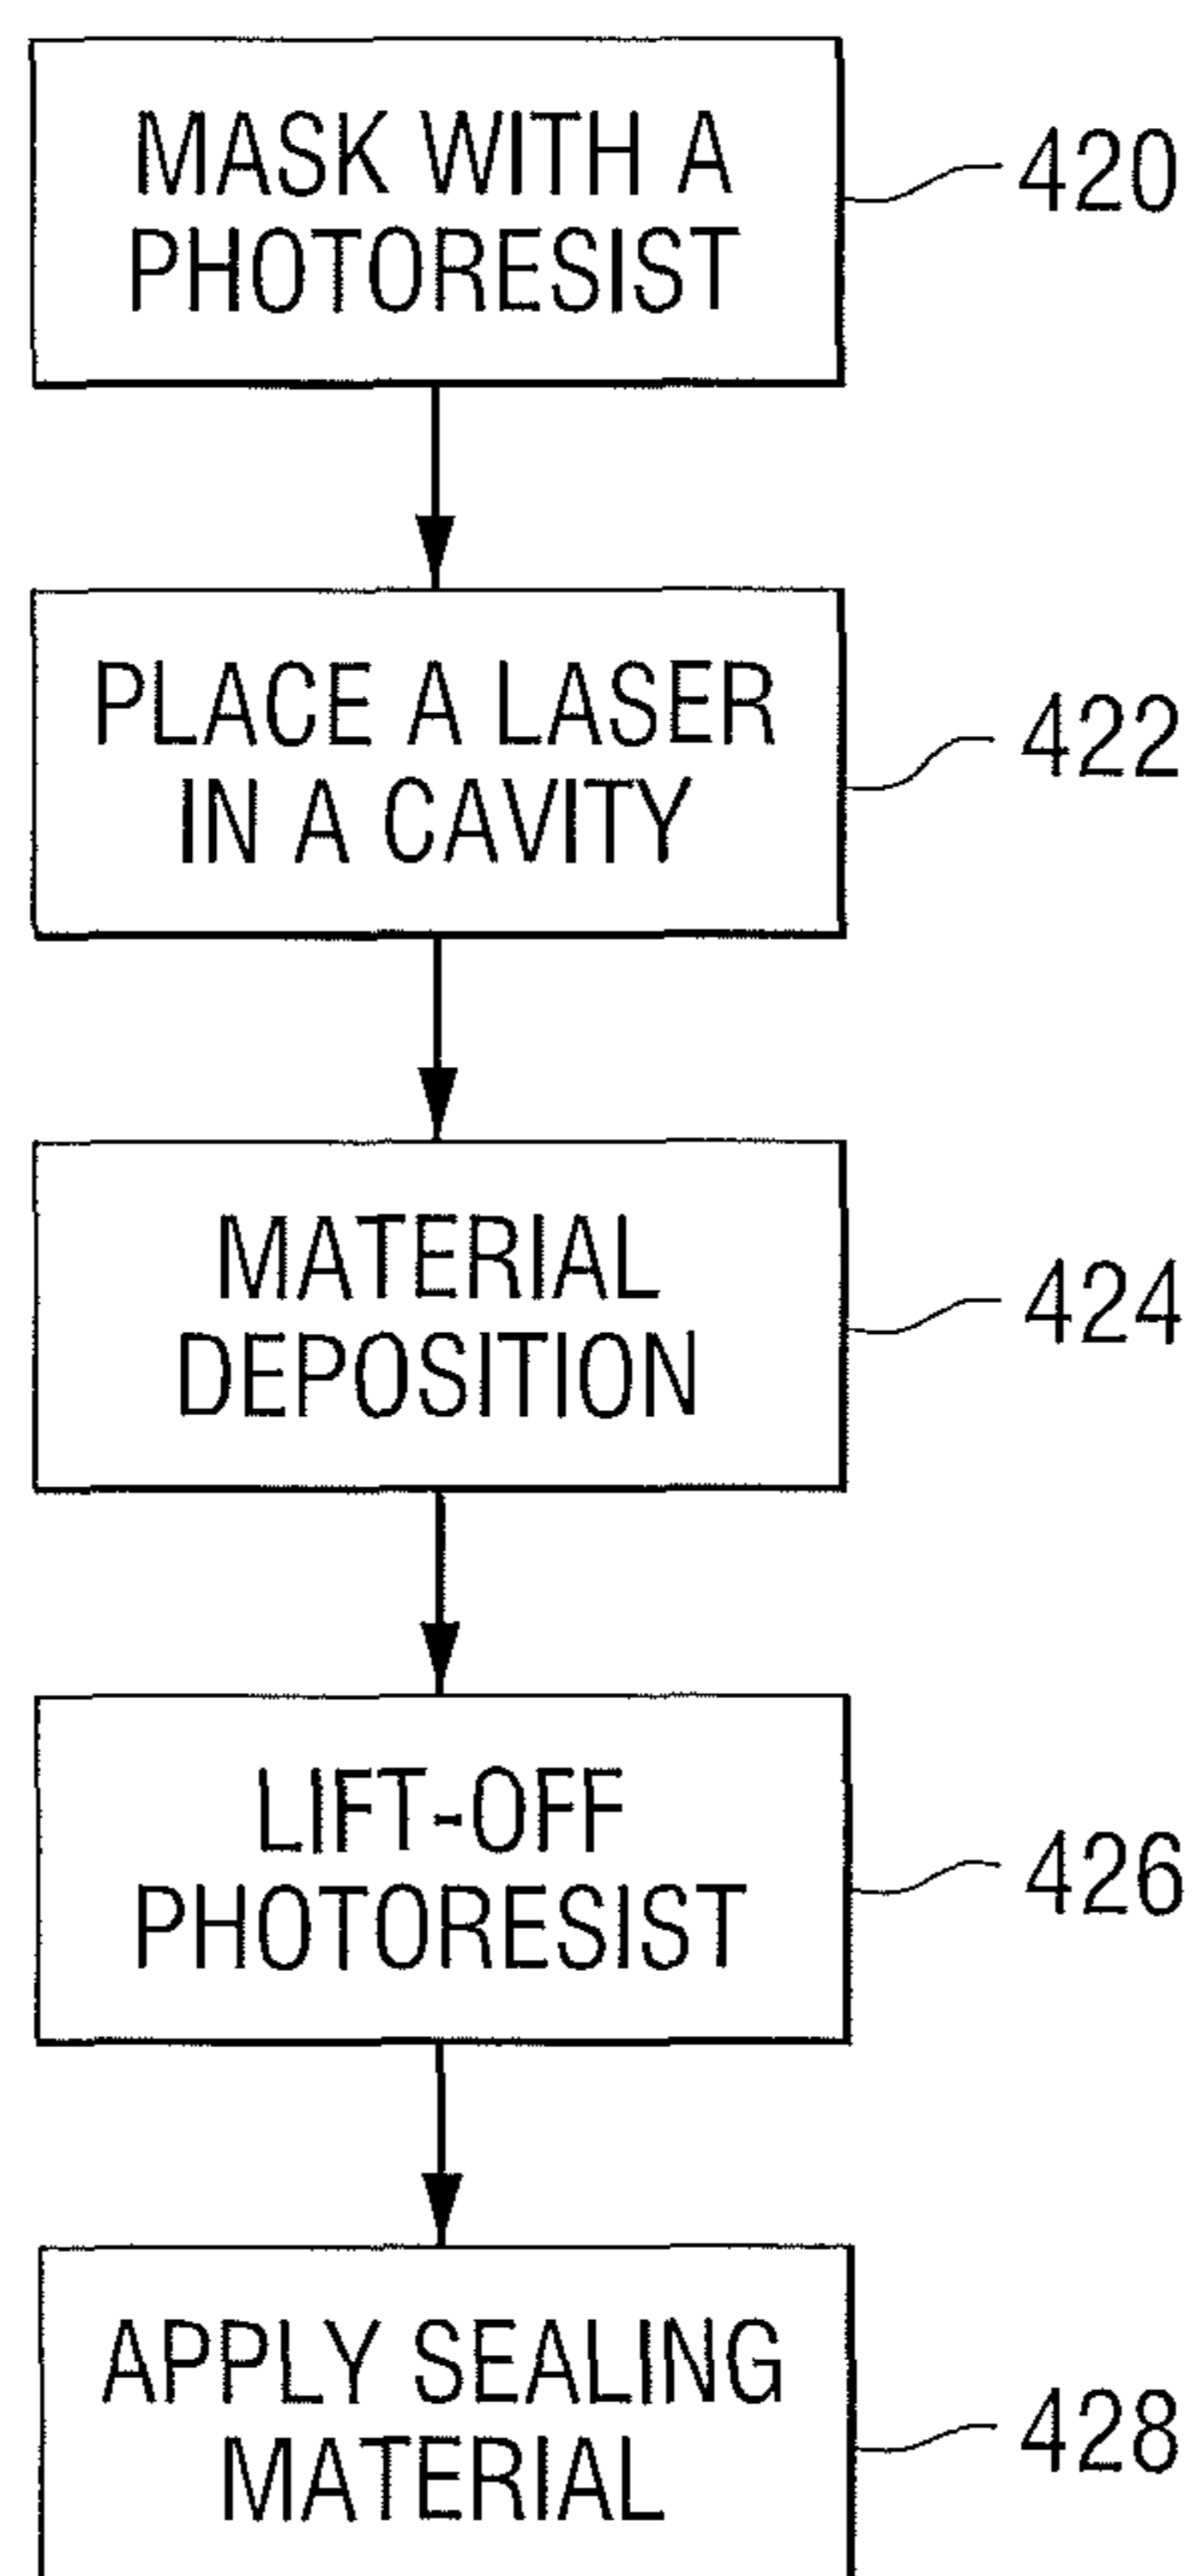 MASK WITH A
PHOTORESIST
420
PLACE A LASER
IN A CAVITY
422
MATERIAL
DEPOSITION
424
LIFT-OFF
PHOTORESIST
426
APPLY SEALING
MATERIAL
428